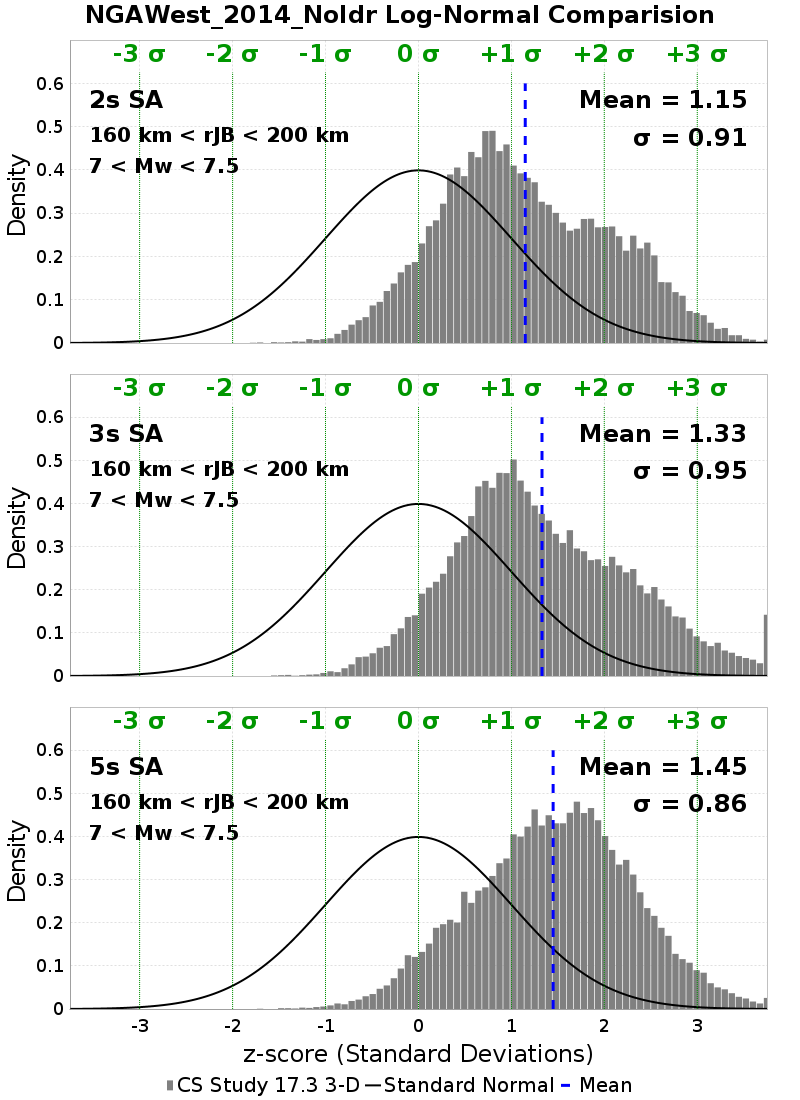 NGAWest_2014_NoIdr Log-Normal Comparision
-3 σ -2 σ -1 σ 0 σ +1 σ +2 σ +3 σ
0.6
2s SA Mean = 1.15
0.5
160 km < rJB < 200 km σ = 0.91
7 < Mw < 7.5
0.4
0.3
0.2
0.1
0
Density
-3 σ -2 σ -1 σ 0 σ +1 σ +2 σ +3 σ
0.6
3s SA Mean = 1.33
0.5
160 km < rJB < 200 km σ = 0.95
7 < Mw < 7.5
0.4
0.3
0.2
0.1
0
Density
-3 σ -2 σ -1 σ 0 σ +1 σ +2 σ +3 σ
0.6
5s SA Mean = 1.45
0.5
160 km < rJB < 200 km σ = 0.86
7 < Mw < 7.5
0.4
0.3
0.2
0.1
0
Density
-3 -2 -1 0 1 2 3
z-score (Standard Deviations)
CS Study 17.3 3-D Standard Normal Mean